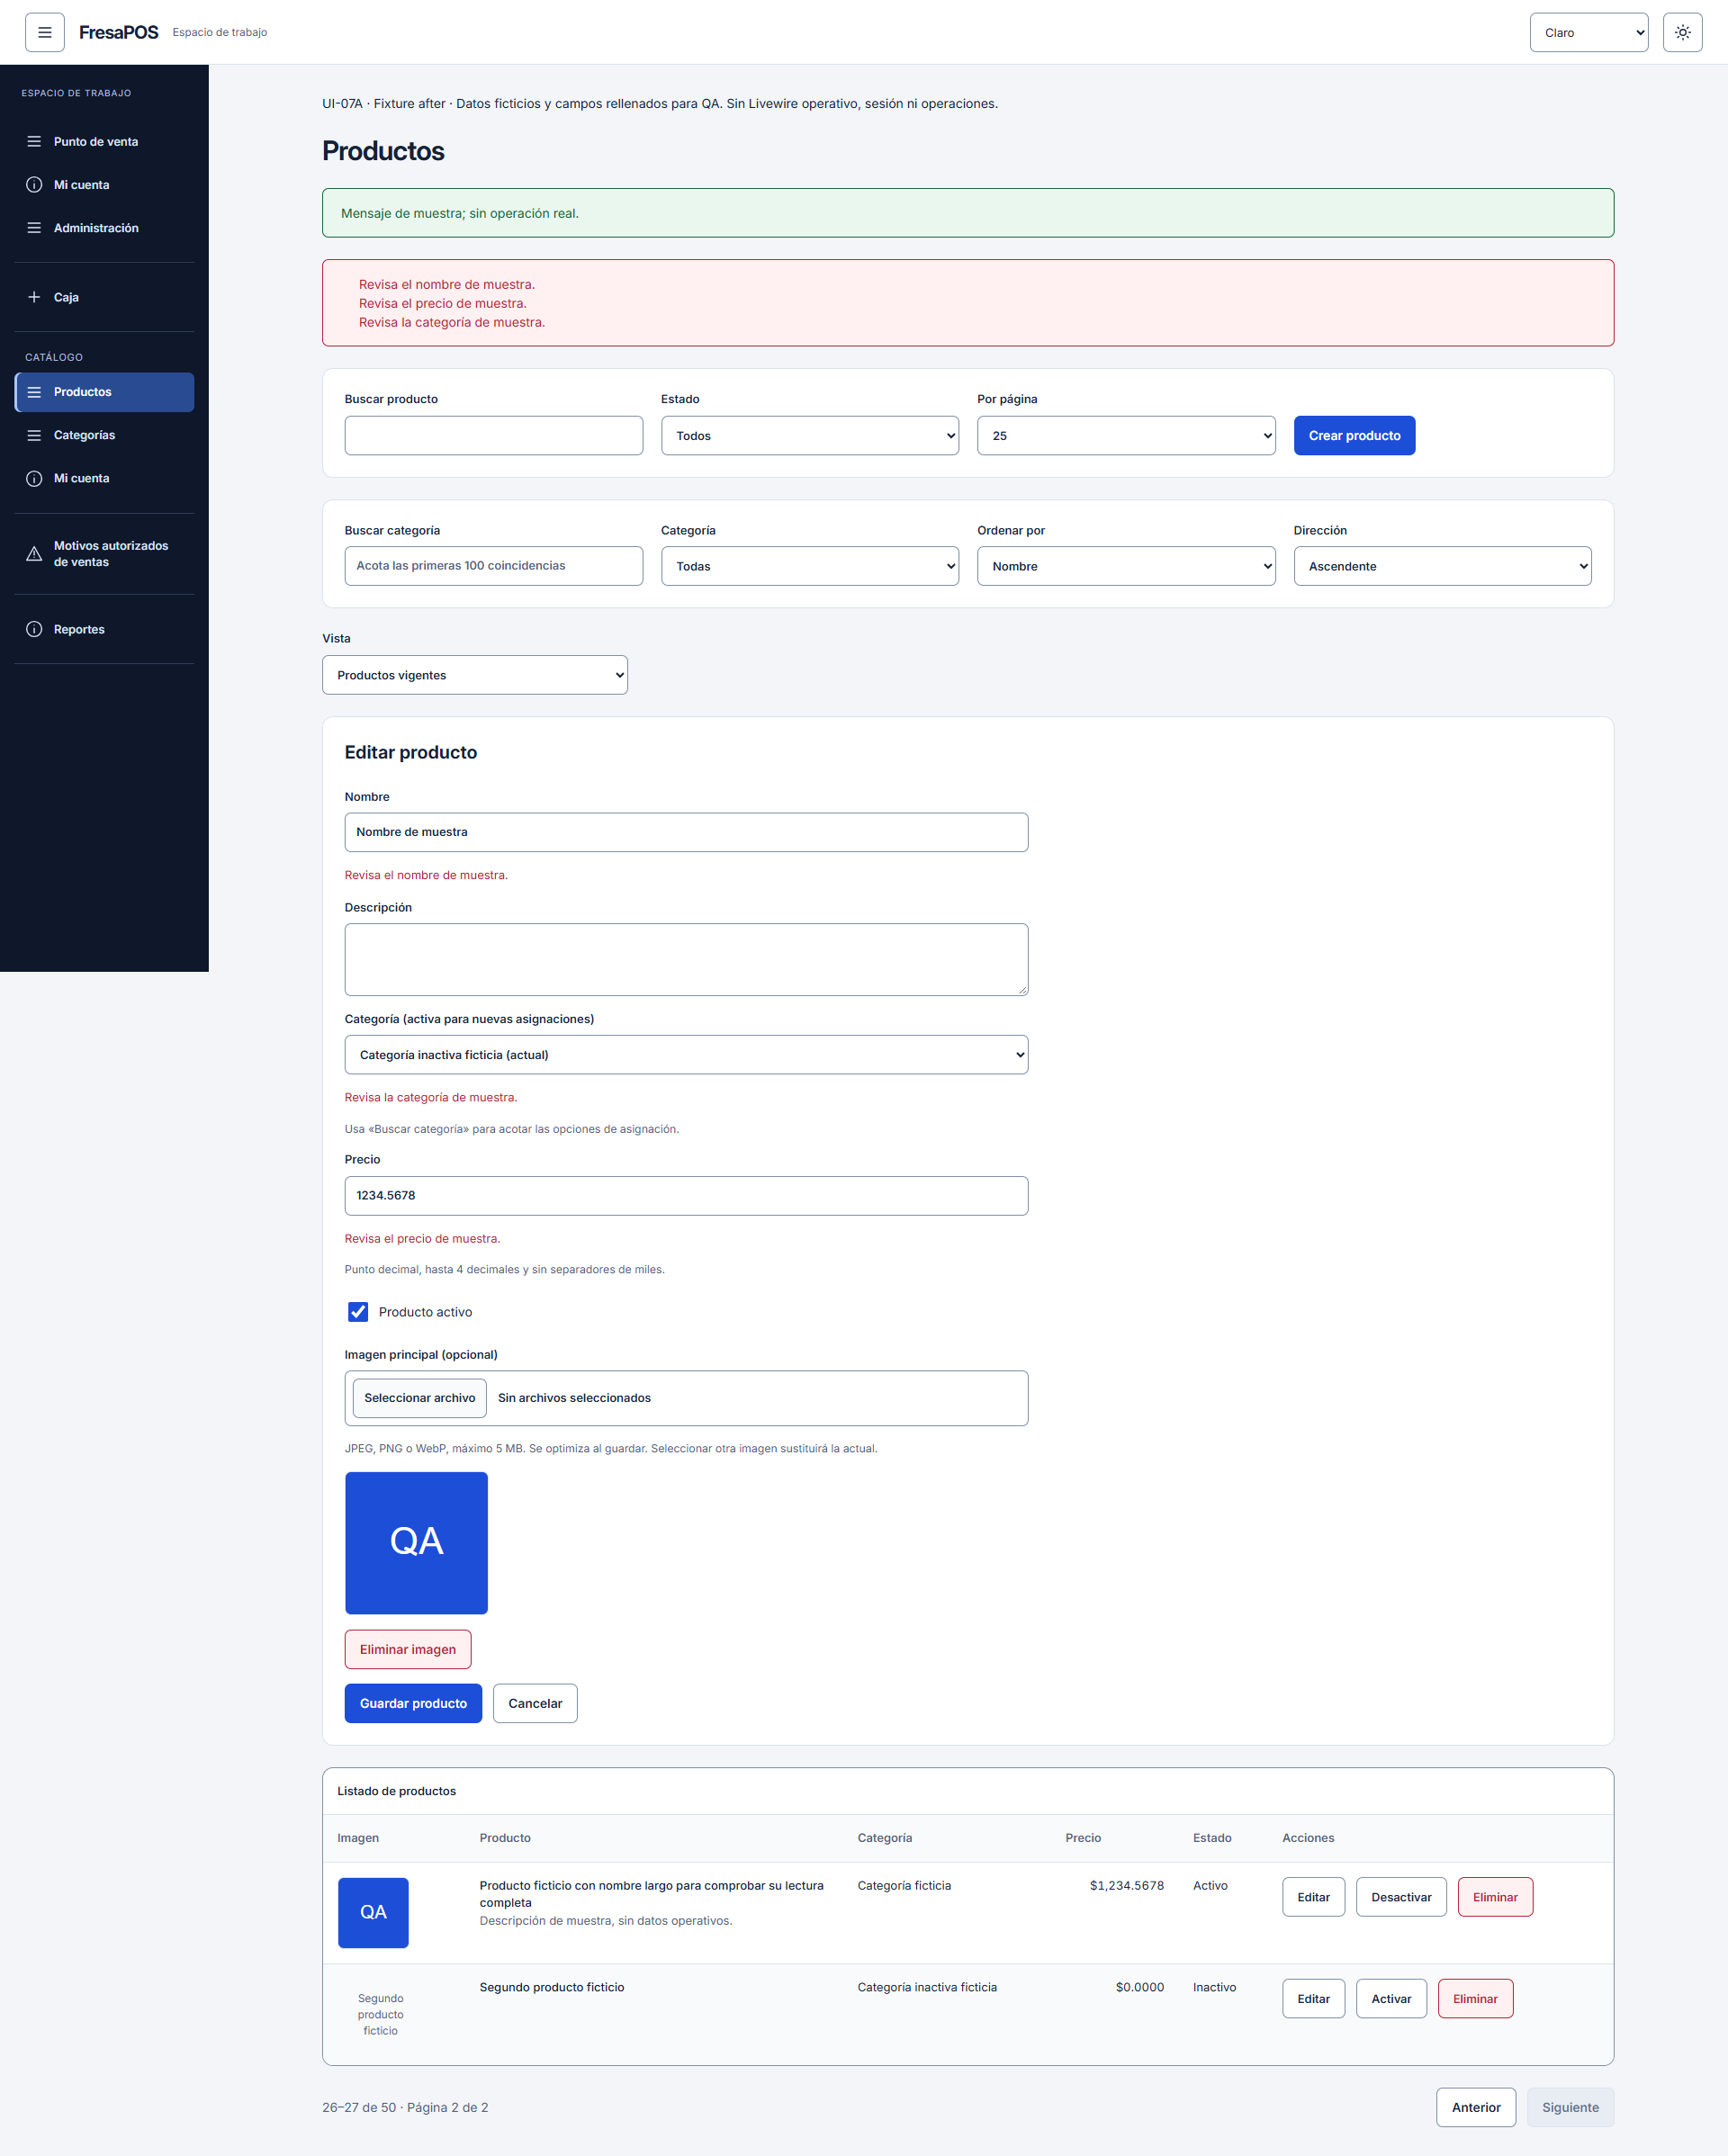 FresaPOS
Espacio de trabajo
Claro
ESPACIO DE TRABAJO
Punto de venta
Mi cuenta
Administración
Caja
CATÁLOGO
Productos
Categorías
Mi cuenta
Motivos autorizados
de ventas
Reportes
UI-07A · Fixture after · Datos ficticios y campos rellenados para QA. Sin Livewire operativo, sesión ni operaciones.
Productos
Mensaje de muestra; sin operación real.
Revisa el nombre de muestra.
Revisa el precio de muestra.
Revisa la categoría de muestra.
Buscar producto
Estado
Por página
Todos
25
Crear producto
Buscar categoría
Categoría
Ordenar por
Dirección
Acota las primeras 100 coincidencias
Todas
Nombre
Ascendente
Vista
Productos vigentes
Editar producto
Nombre
Nombre de muestra
Revisa el nombre de muestra.
Descripción
Categoría (activa para nuevas asignaciones)
Categoría inactiva ficticia (actual)
Revisa la categoría de muestra.
Usa «Buscar categoría» para acotar las opciones de asignación.
Precio
1234.5678
Revisa el precio de muestra.
Punto decimal, hasta 4 decimales y sin separadores de miles.
Producto activo
Imagen principal (opcional)
Seleccionar archivo
Sin archivos seleccionados
JPEG, PNG o WebP, máximo 5 MB. Se optimiza al guardar. Seleccionar otra imagen sustituirá la actual.
QA
Eliminar imagen
Guardar producto
Cancelar
Listado de productos
Imagen
Producto
Categoría
Precio
Estado
Acciones
QA
Producto ficticio con nombre largo para comprobar su lectura
completa
Descripción de muestra, sin datos operativos.
Categoría ficticia
$1,234.5678
Activo
Editar
Desactivar
Eliminar
Segundo
producto
ficticio
Segundo producto ficticio
Categoría inactiva ficticia
$0.0000
Inactivo
Editar
Activar
Eliminar
26–27 de 50 · Página 2 de 2
Anterior
Siguiente